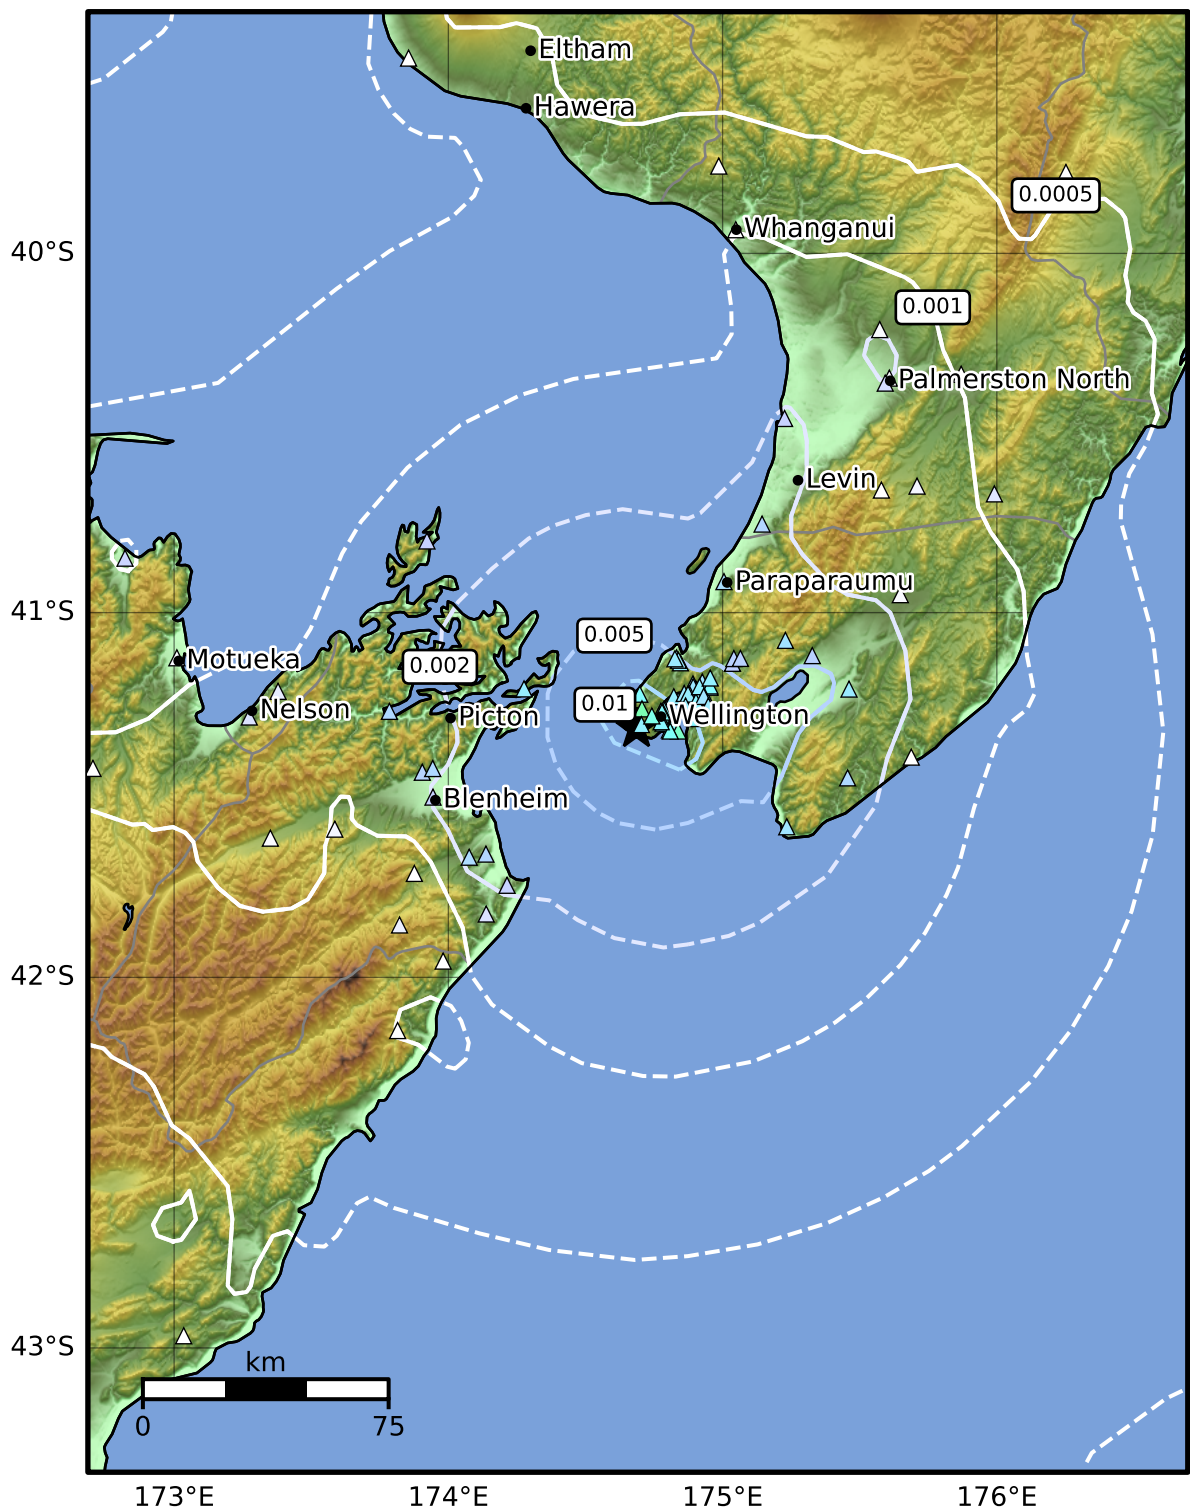 Eltham
Hawera
0.0005
Whanganui
40°S
0.001
Palmerston North
Levin
Paraparaumu
41°S
0.005
Motueka
0.002
0.01
Nelson
Picton
Wellington
Blenheim
42°S
43°S
km
0 75
173°E 174°E 175°E 176°E